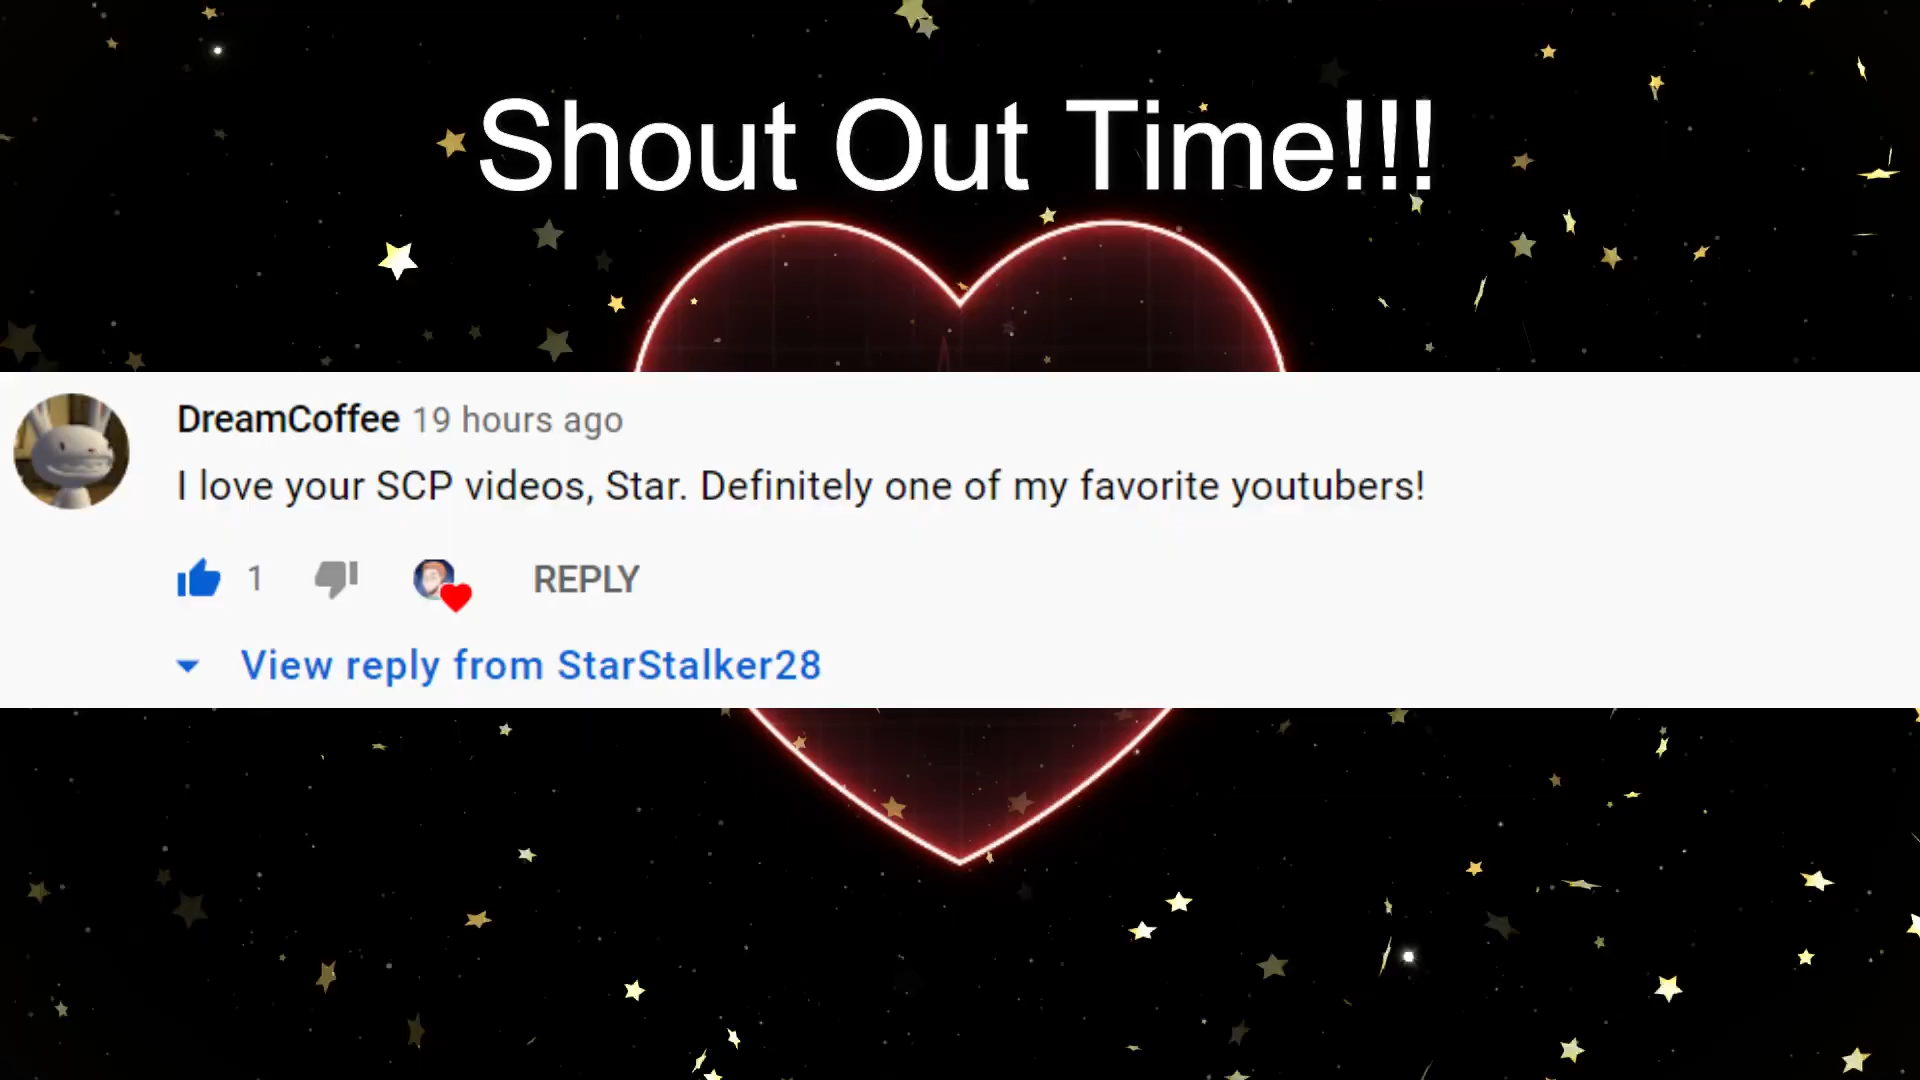 Shout Out Time!!!
DreamCoffee 19 hours ago
I love your SCP videos, Star. Definitely one of my favorite youtubers!
1 REPLY
View reply from StarStalker28